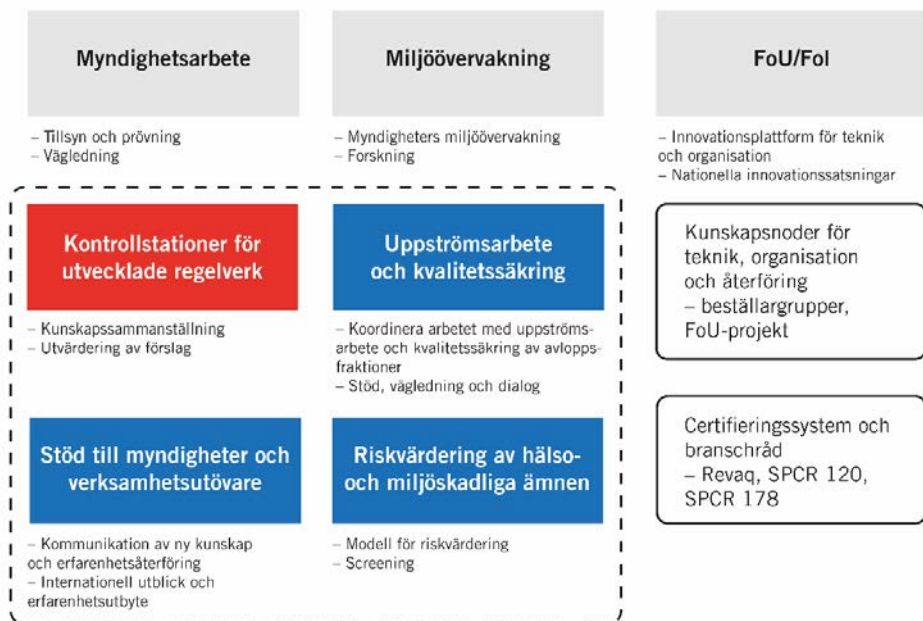 Myndighetsarbete
– Tillsyn och prövning
– Vägledning
Miljöövervakning
– Myndigheters miljöövervakning
– Forskning
FoU/FoI
– Innovationsplattform för teknik
och organisation
– Nationella innovationssatsningar
Kontrollstationer för
utvecklade regelverk
– Kunskapssammanställning
– Utvärdering av förslag
Uppströmsarbete
och kvalitetssäkring
– Koordinera arbetet med uppströms-
arbete och kvalitetssäkring av avlopps-
fraktioner
– Stöd, vägledning och dialog
Kunskapsnoder för
teknik, organisation
och återföring
– beställargrupper,
FoU-projekt
Stöd till myndigheter och
verksamhetsutövare
– Kommunikation av ny kunskap
och erfarenhetsåterföring
– Internationell utblick och
erfarenhetsutbyte
Riskvärdering av hälso-
och miljöskadliga ämnen
– Modell för riskvärdering
– Screening
Certifieringssystem och
branschråd
– Revaq, SPCR 120,
SPCR 178